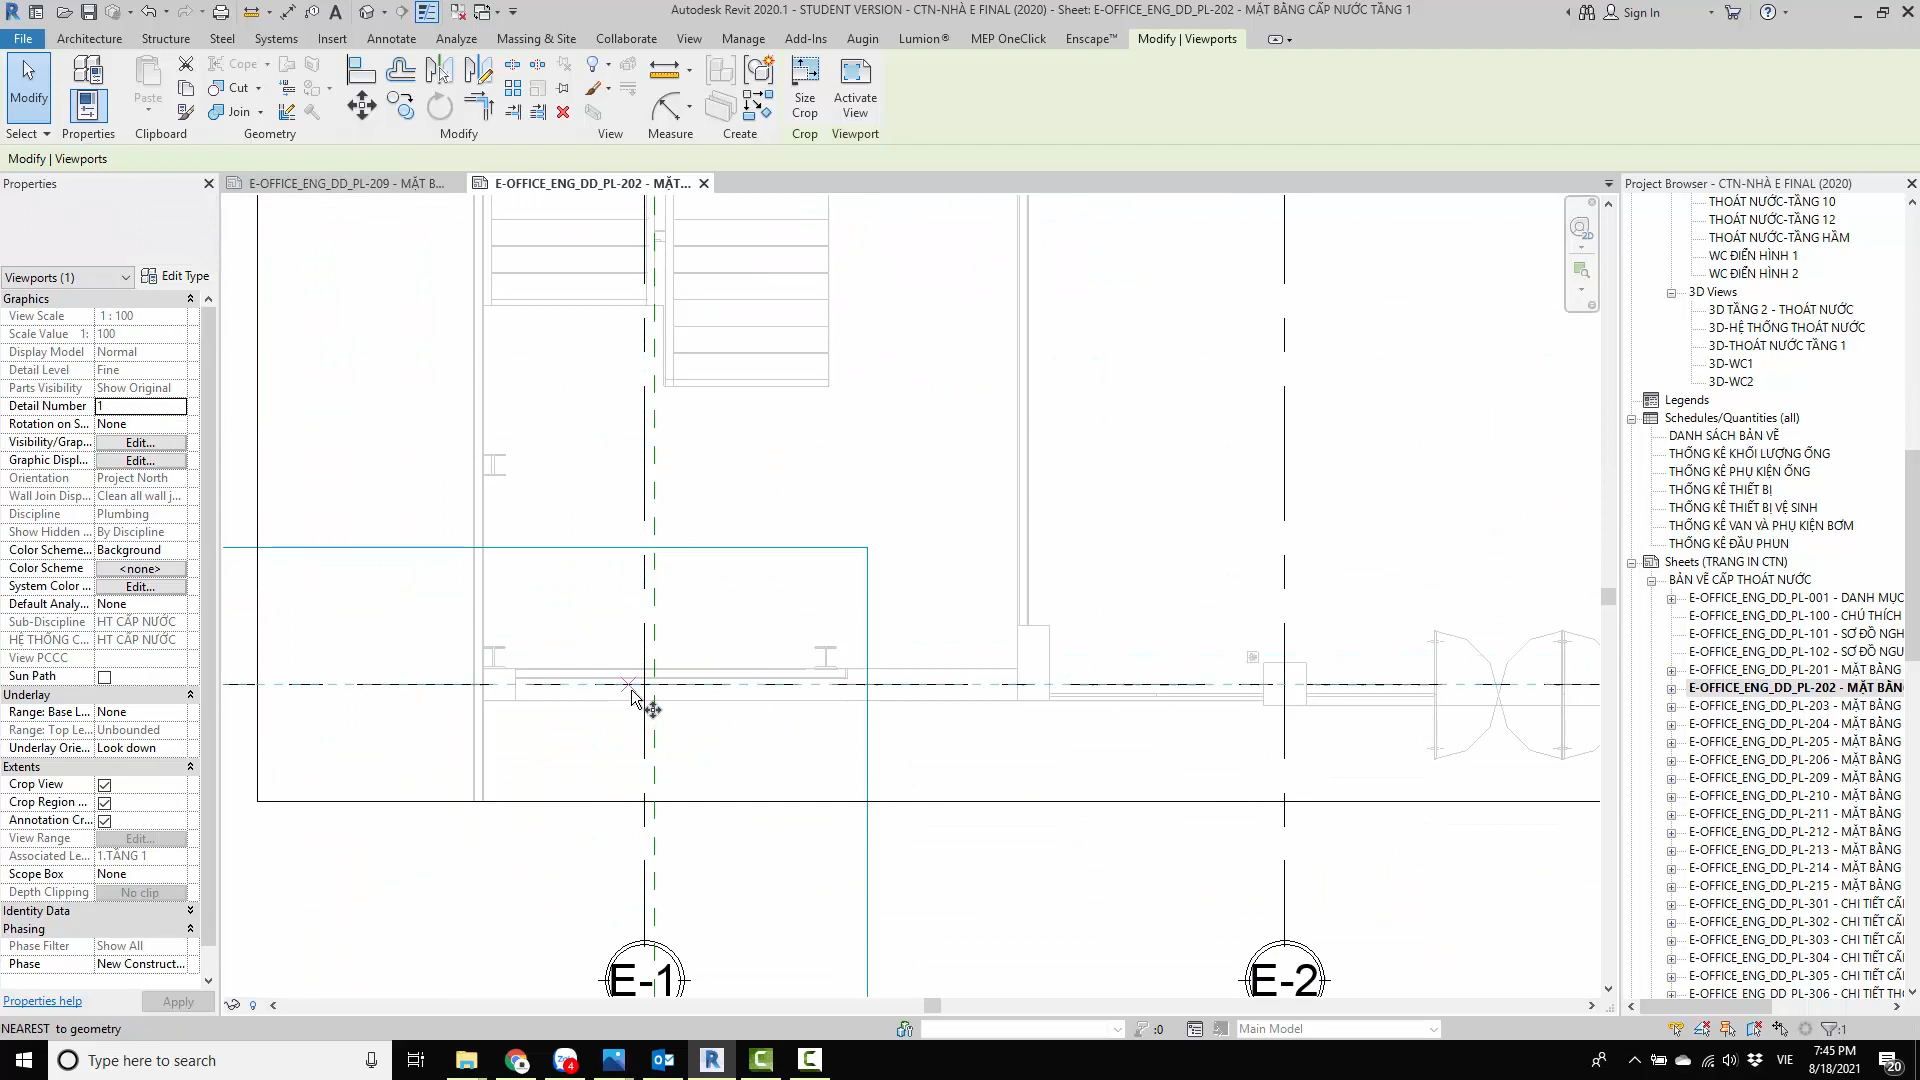 Autodesk Revit 2020.1 - STUDENT VERSION - CTN-NHÀ E FINAL (2020) - Sheet: E-OFFICE_ENG_DD_PL-202 - MẶT BẰNG CẤP NƯỚC TẦNG 1
Sign In
File Architecture Structure Steel Systems Insert Annotate Analyze Massing & Site Collaborate View Manage Add-Ins Augin Lumion® MEP OneClick Enscape™ Modify | Viewports
Modify
Paste
Cope
Cut
Join
Size Crop
Activate View
Select Properties Clipboard Geometry Modify View Measure Create Crop Viewport
Modify | Viewports
Properties
E-OFFICE_ENG_DD_PL-209 - MẶT B...
E-OFFICE_ENG_DD_PL-202 - MẶT...
Viewports (1)
Edit Type
Graphics
View Scale 1 : 100
Scale Value 1: 100
Display Model Normal
Detail Level Fine
Parts Visibility Show Original
Detail Number 1
Rotation on S... None
Visibility/Grap... Edit...
Graphic Displ... Edit...
Orientation Project North
Wall Join Disp... Clean all wall j...
Discipline Plumbing
Show Hidden ... By Discipline
Color Scheme... Background
Color Scheme <none>
System Color ... Edit...
Default Analy... None
Sub-Discipline HT CẤP NƯỚC
HỆ THỐNG C... HT CẤP NƯỚC
View PCCC
Sun Path
Underlay
Range: Base L... None
Range: Top Le... Unbounded
Underlay Orie... Look down
Extents
Crop View
Crop Region ...
Annotation Cr...
View Range Edit...
Associated Le... 1.TẦNG 1
Scope Box None
Depth Clipping No clip
Identity Data
Phasing
Phase Filter Show All
Phase New Construct...
Properties help
Apply
E-1
E-2
2D
Project Browser - CTN-NHÀ E FINAL (2020)
THOÁT NƯỚC-TẦNG 10
THOÁT NƯỚC-TẦNG 12
THOÁT NƯỚC-TẦNG HẦM
WC ĐIỂN HÌNH 1
WC ĐIỂN HÌNH 2
3D Views
3D TẦNG 2 - THOÁT NƯỚC
3D-HỆ THỐNG THOÁT NƯỚC
3D-THOÁT NƯỚC TẦNG 1
3D-WC1
3D-WC2
Legends
Schedules/Quantities (all)
DANH SÁCH BẢN VẼ
THỐNG KÊ KHỐI LƯỢNG ỐNG
THỐNG KÊ PHỤ KIỆN ỐNG
THỐNG KÊ THIẾT BỊ
THỐNG KÊ THIẾT BỊ VỆ SINH
THỐNG KÊ VAN VÀ PHỤ KIỆN BƠM
THỐNG KÊ ĐẦU PHUN
Sheets (TRANG IN CTN)
BẢN VẼ CẤP THOÁT NƯỚC
E-OFFICE_ENG_DD_PL-001 - DANH MỤC
E-OFFICE_ENG_DD_PL-100 - CHÚ THÍCH
E-OFFICE_ENG_DD_PL-101 - SƠ ĐỒ NGH
E-OFFICE_ENG_DD_PL-102 - SƠ ĐỒ NGU
E-OFFICE_ENG_DD_PL-201 - MẶT BẰNG
E-OFFICE_ENG_DD_PL-202 - MẶT BẰN
E-OFFICE_ENG_DD_PL-203 - MẶT BẰNG
E-OFFICE_ENG_DD_PL-204 - MẶT BẰNG
E-OFFICE_ENG_DD_PL-205 - MẶT BẰNG
E-OFFICE_ENG_DD_PL-206 - MẶT BẰNG
E-OFFICE_ENG_DD_PL-209 - MẶT BẰNG
E-OFFICE_ENG_DD_PL-210 - MẶT BẰNG
E-OFFICE_ENG_DD_PL-211 - MẶT BẰNG
E-OFFICE_ENG_DD_PL-212 - MẶT BẰNG
E-OFFICE_ENG_DD_PL-213 - MẶT BẰNG
E-OFFICE_ENG_DD_PL-214 - MẶT BẰNG
E-OFFICE_ENG_DD_PL-215 - MẶT BẰNG
E-OFFICE_ENG_DD_PL-301 - CHI TIẾT CẤ
E-OFFICE_ENG_DD_PL-302 - CHI TIẾT CẤ
E-OFFICE_ENG_DD_PL-303 - CHI TIẾT CẤ
E-OFFICE_ENG_DD_PL-304 - CHI TIẾT CẤ
E-OFFICE_ENG_DD_PL-305 - CHI TIẾT CẤ
E-OFFICE_ENG_DD_PL-306 - CHI TIẾT THO
NEAREST to geometry
:0
Main Model
:1
Type here to search
4
VIE
7:45 PM
8/18/2021
20